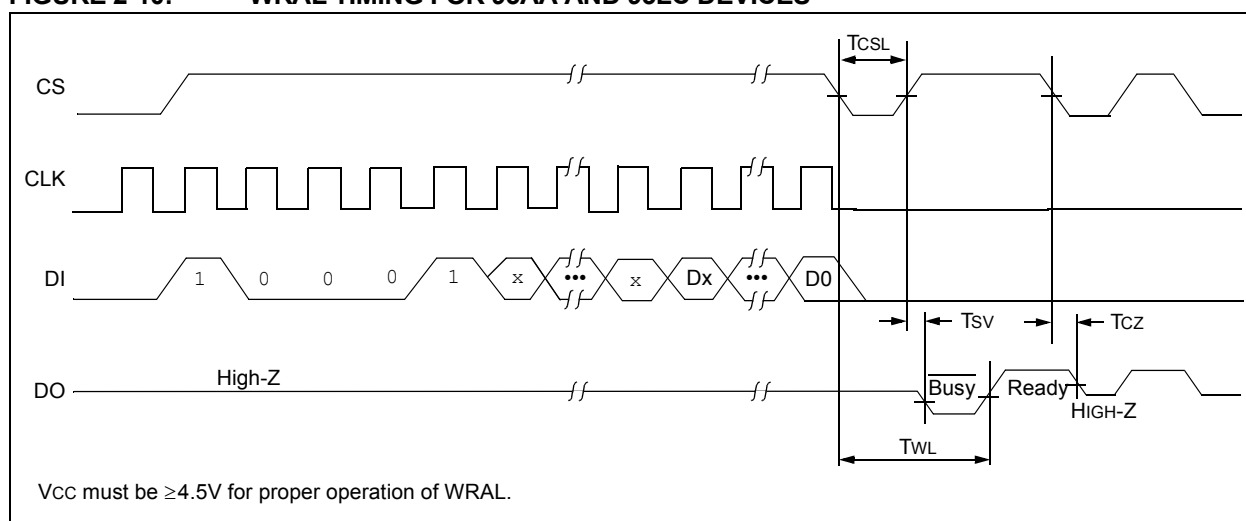 TCSL
CS
CLK
DI 1 0 0 0 1 x ••• x Dx ••• D0
TSV TCZ
High-Z
DO Busy Ready
HIGH-Z
TWL
VCC must be ≥4.5V for proper operation of WRAL.